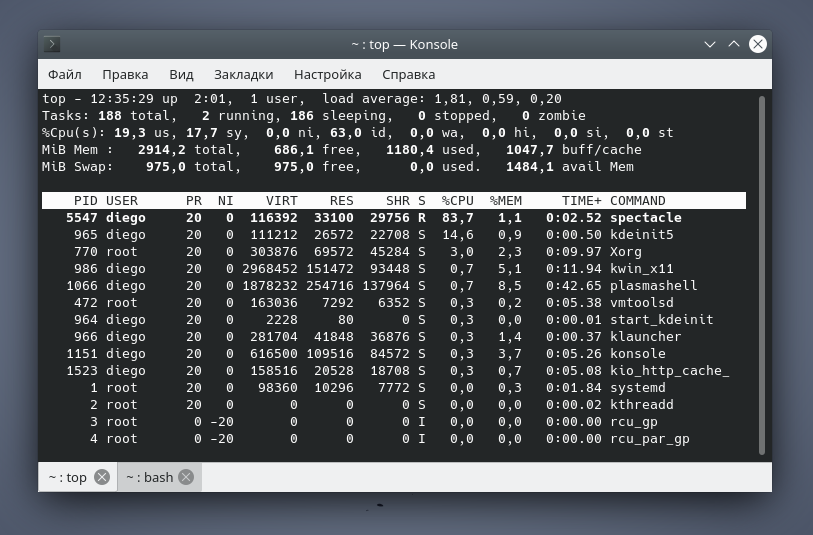 ~ : top — Konsole
Файл Правка Вид Закладки Настройка Справка
top - 12:35:29 up  2:01,  1 user,  load average: 1,81, 0,59, 0,20
Tasks: 188 total,   2 running, 186 sleeping,   0 stopped,   0 zombie
%Cpu(s): 19,3 us, 17,7 sy,  0,0 ni, 63,0 id,  0,0 wa,  0,0 hi,  0,0 si,  0,0 st
MiB Mem :   2914,2 total,    686,1 free,   1180,4 used,   1047,7 buff/cache
MiB Swap:    975,0 total,    975,0 free,      0,0 used.   1484,1 avail Mem
PID USER      PR  NI    VIRT    RES    SHR S  %CPU  %MEM     TIME+ COMMAND
5547 diego     20   0  116392  33100  29756 R  83,7   1,1   0:02.52 spectacle
965 diego     20   0  111212  26572  22708 S  14,6   0,9   0:00.50 kdeinit5
770 root      20   0  303876  69572  45284 S   3,0   2,3   0:09.97 Xorg
986 diego     20   0 2968452 151472  93448 S   0,7   5,1   0:11.94 kwin_x11
1066 diego     20   0 1878232 254716 137964 S   0,7   8,5   0:42.65 plasmashell
472 root      20   0  163036   7292   6352 S   0,3   0,2   0:05.38 vmtoolsd
964 diego     20   0    2228     80      0 S   0,3   0,0   0:00.01 start_kdeinit
966 diego     20   0  281704  41848  36876 S   0,3   1,4   0:00.37 klauncher
1151 diego     20   0  616500 109516  84572 S   0,3   3,7   0:05.26 konsole
1523 diego     20   0  158516  20528  18708 S   0,3   0,7   0:05.08 kio_http_cache_
1 root      20   0   98360  10296   7772 S   0,0   0,3   0:01.84 systemd
2 root      20   0       0      0      0 S   0,0   0,0   0:00.02 kthreadd
3 root       0 -20       0      0      0 I   0,0   0,0   0:00.00 rcu_gp
4 root       0 -20       0      0      0 I   0,0   0,0   0:00.00 rcu_par_gp
~ : top ~ : bash